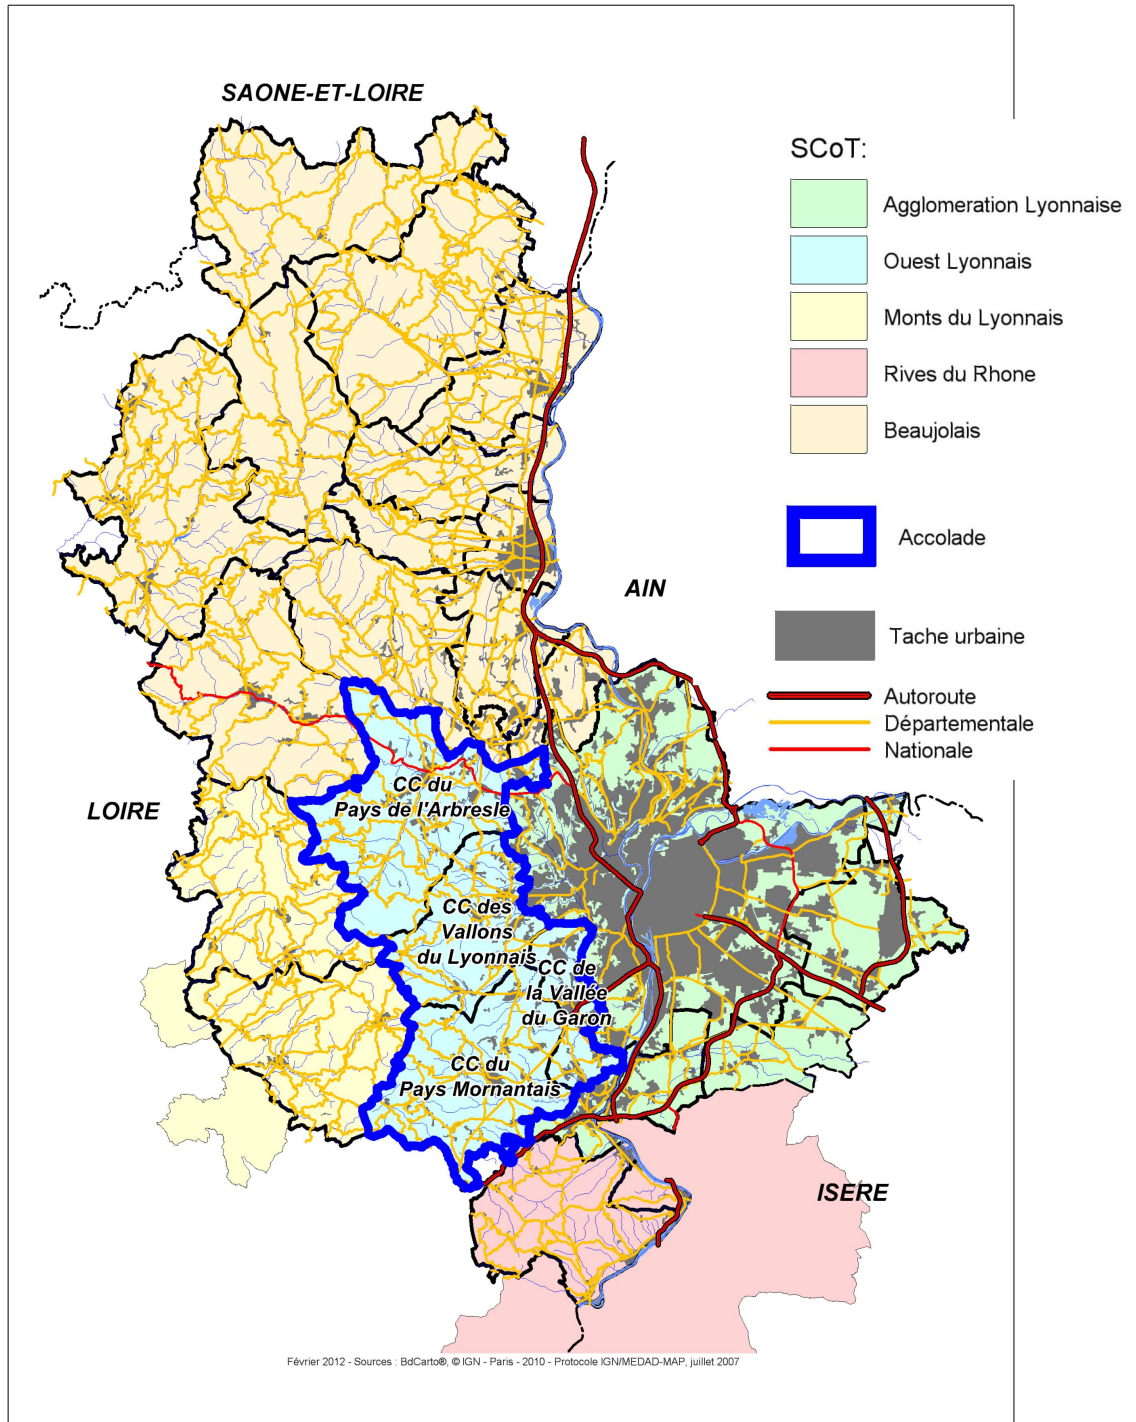 SAONE-ET-LOIRE
SCoT:
Agglomeration Lyonnaise
Ouest Lyonnais
Monts du Lyonnais
Rives du Rhone
Beaujolais
Accolade
AIN
Tache urbaine
Autoroute
Départementale
Nationale
LOIRE
CC du
Pays de l'Arbresle
CC des
Vallons
du Lyonnais
CC de
la Vallée
du Garon
CC du
Pays Mornantais
ISERE
Février 2012 - Sources : BdCarto®, © IGN - Paris - 2010 - Protocole IGN/MEDAD-MAP, juillet 2007